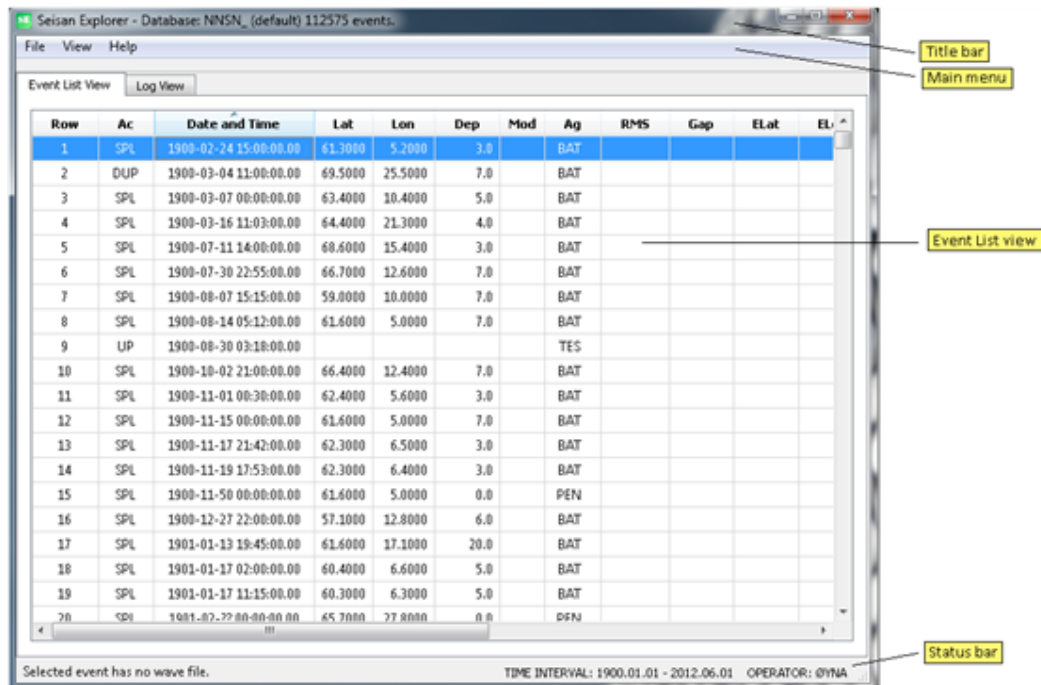 Seisan Explorer - Database: NNSN_ (default) 112575 events.
File View Help
Title bar
Main menu
Event List View Log View
Row Ac Date and Time Lat Lon Dep Mod Ag RMS Gap ELat
1 SPL 1900-02-24 15:00:00.00 61.3000 5.2000 3.0 BAT
2 DUP 1900-03-04 11:00:00.00 69.5000 25.5000 7.0 BAT
3 SPL 1900-03-07 00:00:00.00 63.4000 10.4000 5.0 BAT
4 SPL 1900-03-16 11:03:00.00 64.4000 21.3000 4.0 BAT
5 SPL 1900-07-11 14:00:00.00 68.6000 15.4000 3.0 BAT
Event List view
6 SPL 1900-07-30 22:55:00.00 66.7000 12.6000 7.0 BAT
7 SPL 1900-08-07 15:15:00.00 59.0000 10.0000 7.0 BAT
8 SPL 1900-08-14 05:12:00.00 61.6000 5.0000 7.0 BAT
9 UP 1900-08-30 03:18:00.00 TES
10 SPL 1900-10-02 21:00:00.00 66.4000 12.4000 7.0 BAT
11 SPL 1900-11-01 00:30:00.00 62.4000 5.6000 3.0 BAT
12 SPL 1900-11-15 00:00:00.00 61.6000 5.0000 7.0 BAT
13 SPL 1900-11-17 21:42:00.00 62.3000 6.5000 3.0 BAT
14 SPL 1900-11-19 17:53:00.00 62.3000 6.4000 3.0 BAT
15 SPL 1900-11-50 00:00:00.00 61.6000 5.0000 0.0 PEN
16 SPL 1900-12-27 22:00:00.00 57.1000 12.8000 6.0 BAT
17 SPL 1901-01-13 19:45:00.00 61.6000 17.1000 20.0 BAT
18 SPL 1901-01-17 02:00:00.00 60.4000 6.6000 5.0 BAT
19 SPL 1901-01-17 11:15:00.00 60.3000 6.3000 5.0 BAT
20 SPL 1901-02-22 00:00:00.00 65.7000 27.8000 0.0 PEN
Status bar
Selected event has no wave file. TIME INTERVAL: 1900.01.01 - 2012.06.01 OPERATOR: ØYNA